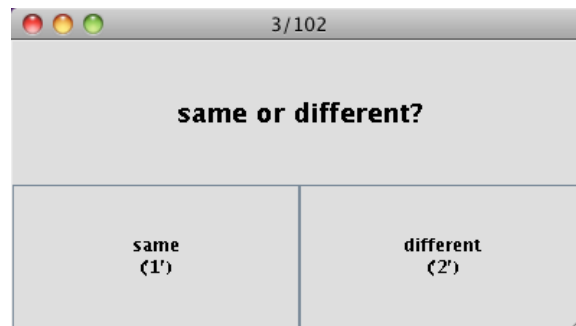 3/102
same or different?
same
('1')
different
('2')